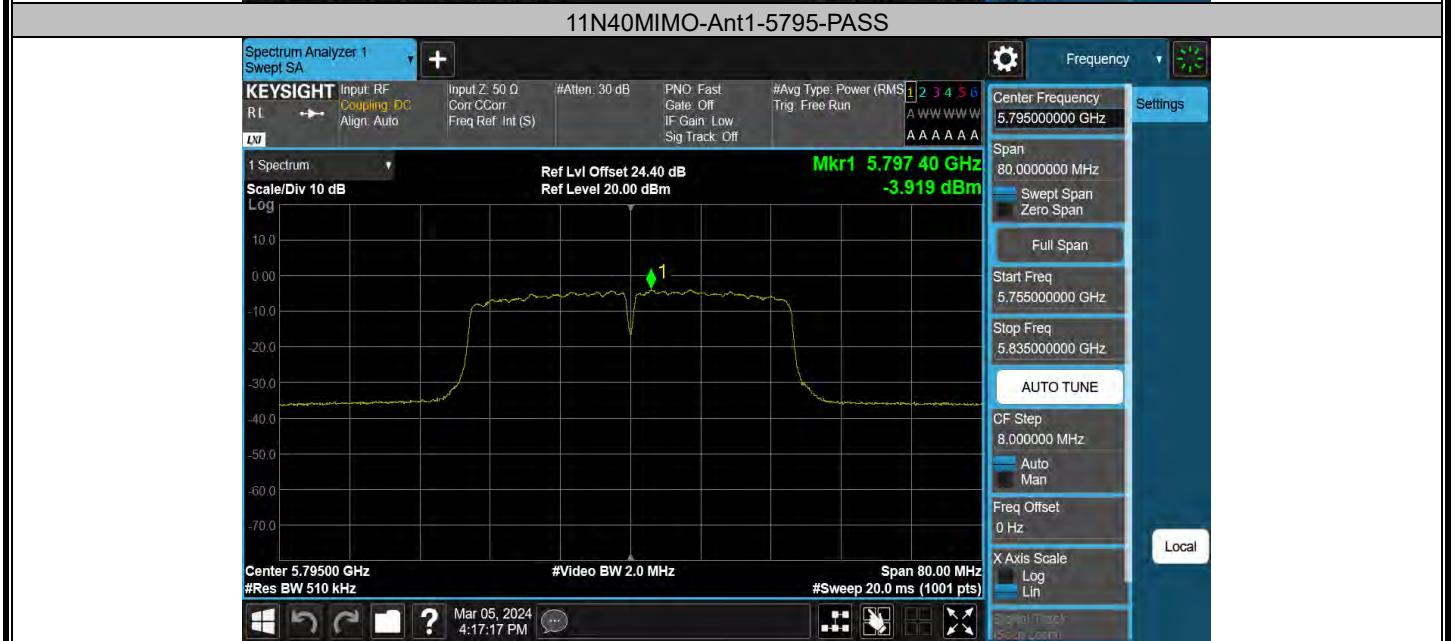 11N40MIMO-Ant1-5795-PASS
Spectrum Analyzer 1
Swept SA
Frequency
KEYSIGHT
RL
LXI
Input: RF
Coupling: DC
Align: Auto
Input Z: 50 Ω
Corr CCorr
Freq Ref: Int (S)
#Atten: 30 dB
PNO: Fast
Gate: Off
IF Gain: Low
Sig Track: Off
#Avg Type: Power (RMS
Trig: Free Run
1 2 3 4 5 6
A W W W W W
A A A A A A
1 Spectrum
Scale/Div 10 dB
Log
Ref Lvl Offset 24.40 dB
Ref Level 20.00 dBm
Mkr1 5.797 40 GHz
-3.919 dBm
10.0
0.00
-10.0
-20.0
-30.0
-40.0
-50.0
-60.0
-70.0
1
Center 5.79500 GHz
#Res BW 510 kHz
#Video BW 2.0 MHz
Span 80.00 MHz
#Sweep 20.0 ms (1001 pts)
Center Frequency
5.795000000 GHz
Settings
Span
80.0000000 MHz
Swept Span
Zero Span
Full Span
Start Freq
5.755000000 GHz
Stop Freq
5.835000000 GHz
AUTO TUNE
CF Step
8.000000 MHz
Auto
Man
Freq Offset
0 Hz
X Axis Scale
Log
Lin
Local
Signal Track
(Span Zoom)
?
Mar 05, 2024
4:17:17 PM